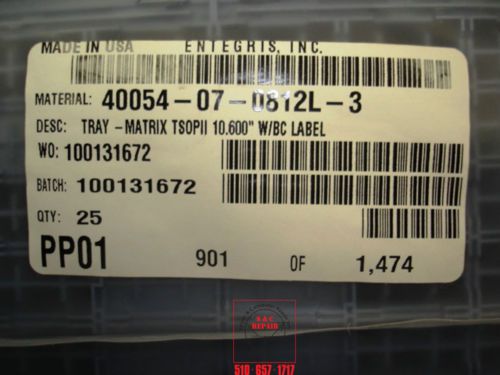 MADE IN USA ENTEGRIS, INC.
MATERIAL: 40054-07-0812L-3
DESC: TRAY -MATRIX TSOPII 10.600" W/BC LABEL
WO: 100131672
BATCH: 100131672
QTY: 25
PP01 901 OF 1,474
B & C
REPAIR
510·657·1717